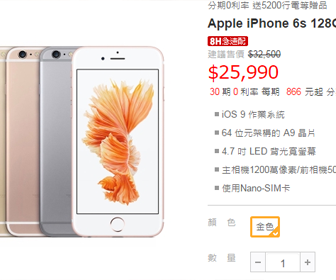 分期0利率 送5200行電等贈品
Apple iPhone 6s 128G
8H急速配
建議售價 $32,500
$25,990
30 期 0 利率 每期 866 元起 分
iOS 9 作業系統
64 位元架構的 A9 晶片
4.7 吋 LED 背光寬螢幕
主相機1200萬像素/前相機50
使用Nano-SIM卡
顏 色 金色
數 量 − 1 +